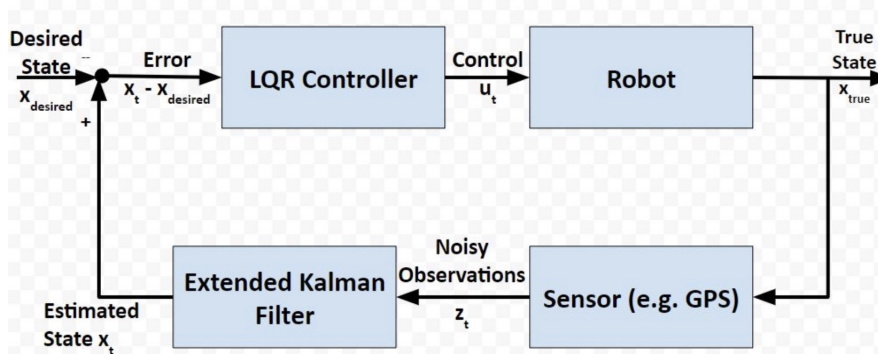 Desired
State
x_desired
--
+
Error
x_t - x_desired
LQR Controller
Control
u_t
Robot
True
State
x_true
Sensor (e.g. GPS)
Noisy
Observations
z_t
Extended Kalman
Filter
Estimated
State x_t